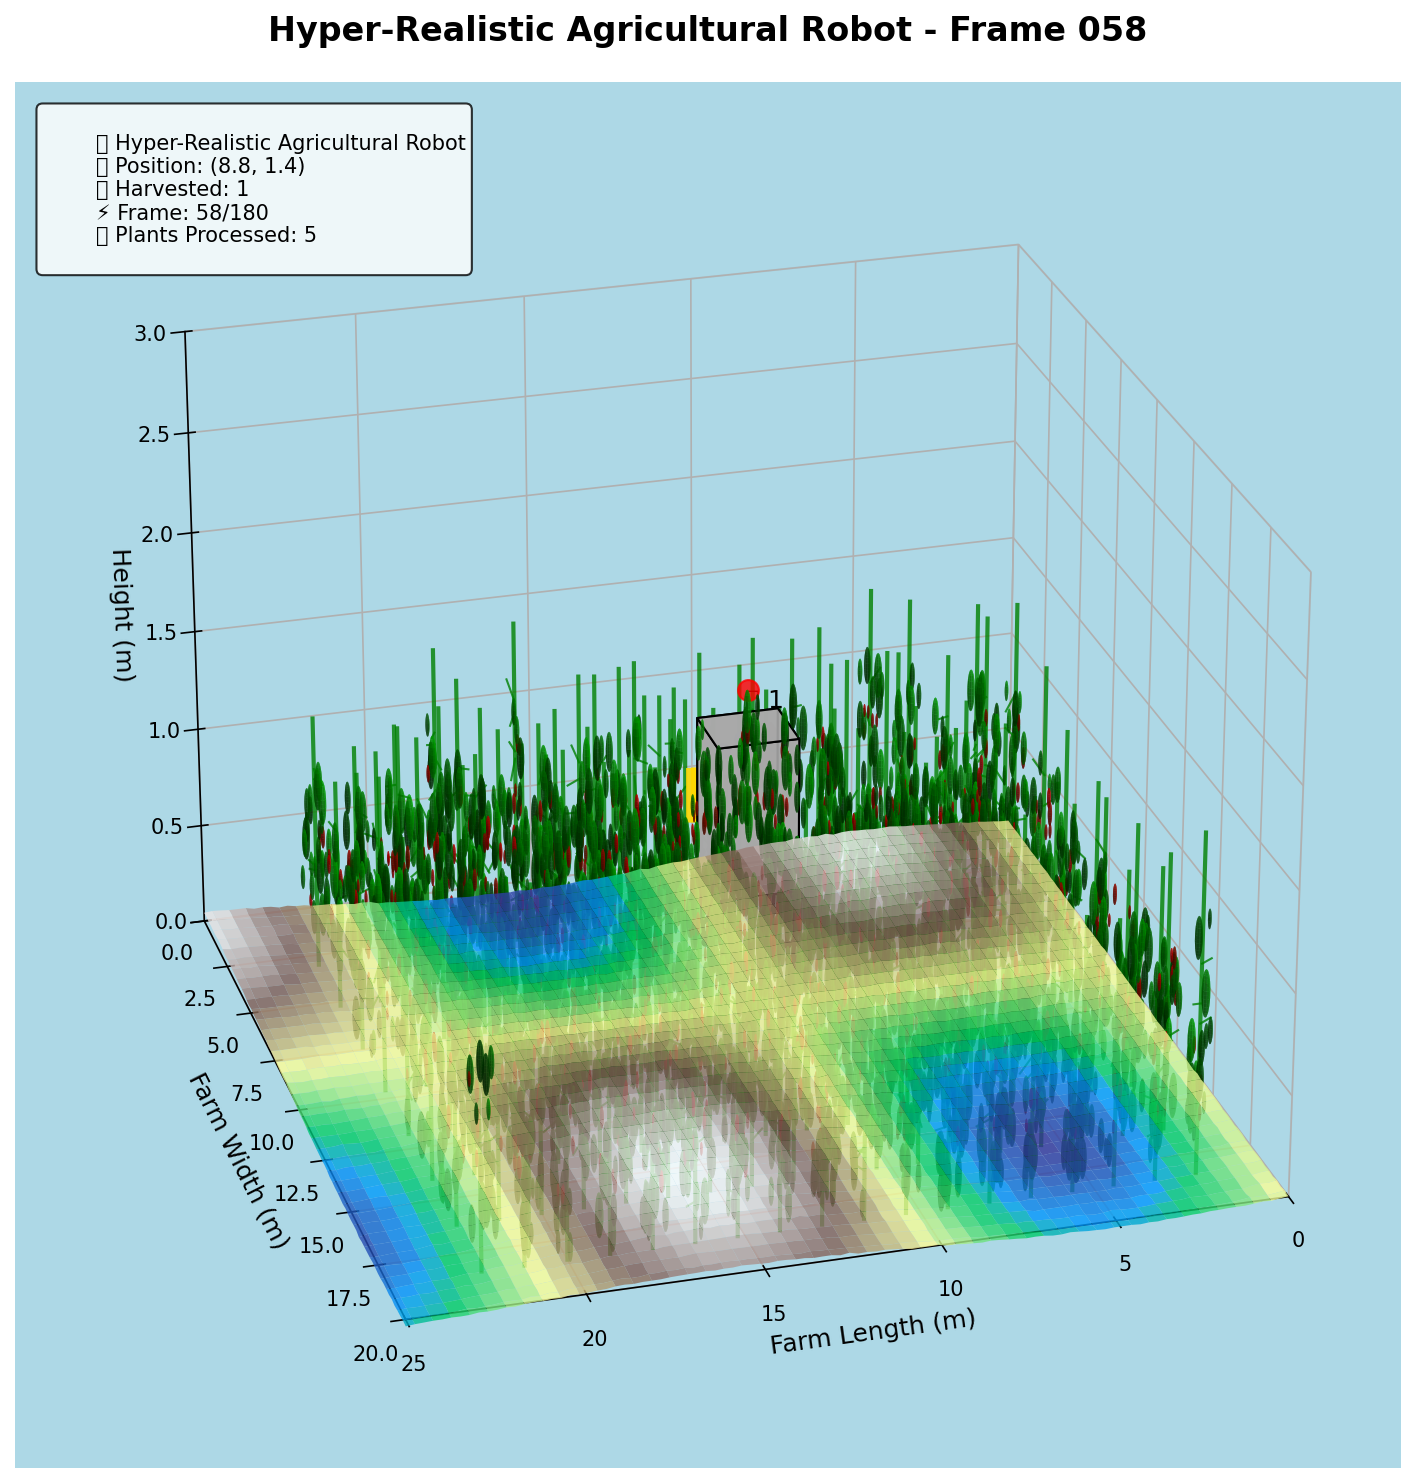 Hyper-Realistic Agricultural Robot - Frame 058
Hyper-Realistic Agricultural Robot
Position: (8.8, 1.4)
Harvested: 1
⚡ Frame: 58/180
Plants Processed: 5
3.0
2.5
2.0
1.5
1.0
0.5
0.0
Height (m)
1
0.0
2.5
5.0
7.5
10.0
12.5
15.0
17.5
20.0
Farm Width (m)
25
20
15
10
5
0
Farm Length (m)